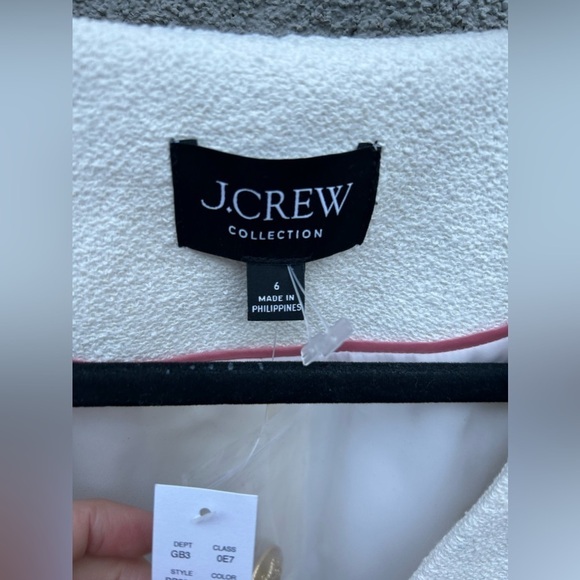 J.CREW
COLLECTION
6
MADE IN
PHILIPPINES
DEPT CLASS
GB3 0E7
STYLE COLOR